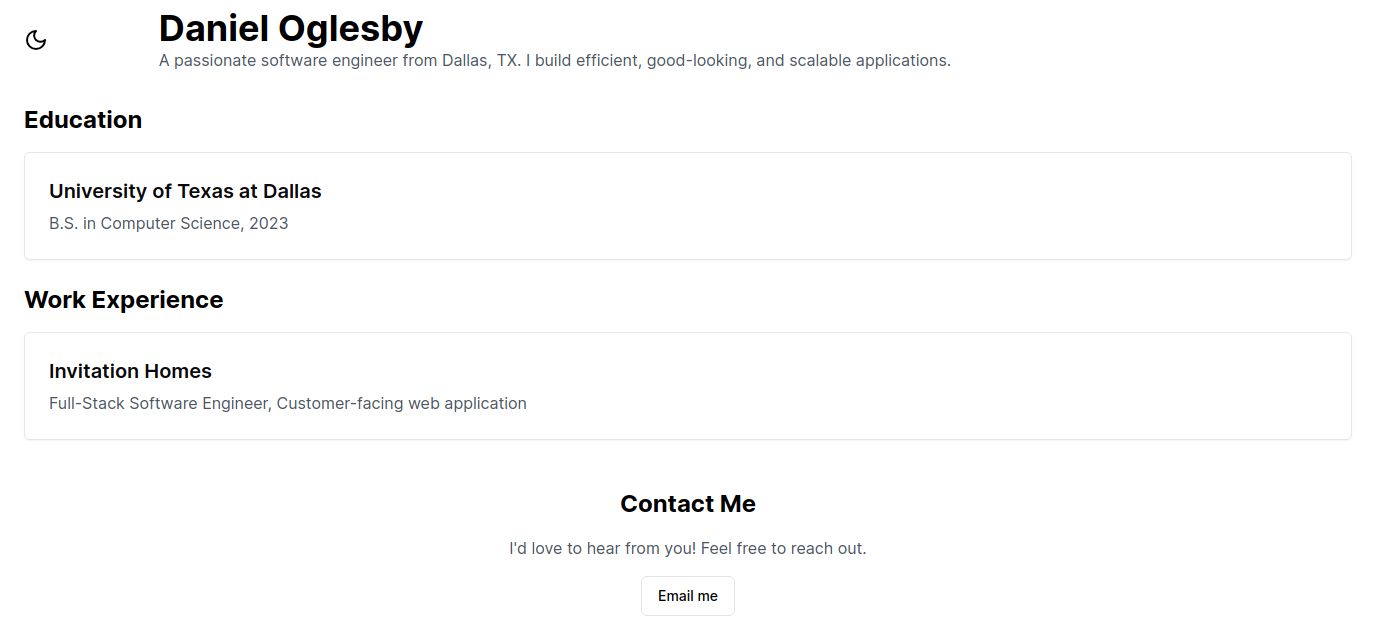 Daniel Oglesby
A passionate software engineer from Dallas, TX. I build efficient, good-looking, and scalable applications.
Education
University of Texas at Dallas
B.S. in Computer Science, 2023
Work Experience
Invitation Homes
Full-Stack Software Engineer, Customer-facing web application
Contact Me
I'd love to hear from you! Feel free to reach out.
Email me